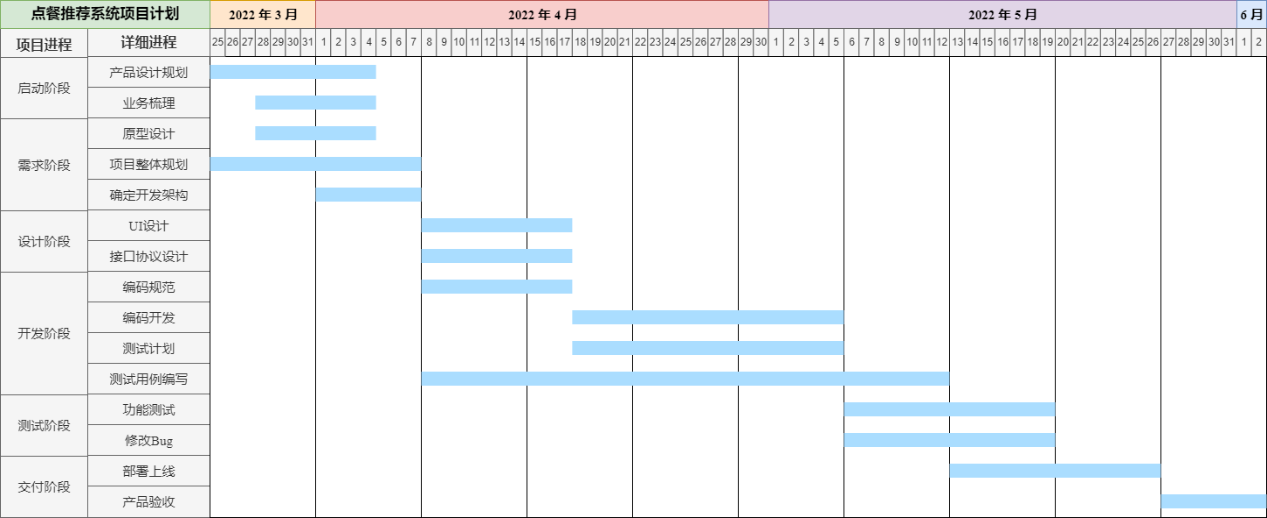 点餐推荐系统项目计划 2022 年 3 月 2022 年 4 月 2022 年 5 月 6 月
项目进程 详细进程 25 26 27 28 29 30 31 1 2 3 4 5 6 7 8 9 10 11 12 13 14 15 16 17 18 19 20 21 22 23 24 25 26 27 28 29 30 1 2 3 4 5 6 7 8 9 10 11 12 13 14 15 16 17 18 19 20 21 22 23 24 25 26 27 28 29 30 31 1 2
启动阶段
产品设计规划
业务梳理
需求阶段
原型设计
项目整体规划
确定开发架构
设计阶段
UI设计
接口协议设计
开发阶段
编码规范
编码开发
测试计划
测试用例编写
测试阶段
功能测试
修改Bug
交付阶段
部署上线
产品验收